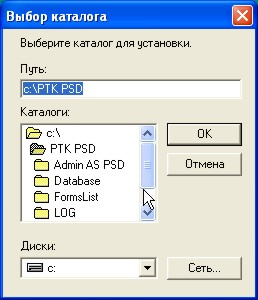 Выбор каталога
Выберите каталог для установки.
Путь:
c:\PTK PSD
Каталоги:
c:\
PTK PSD
Admin AS PSD
Database
FormsList
LOG
OK
Отмена
Диски:
c:
Сеть...